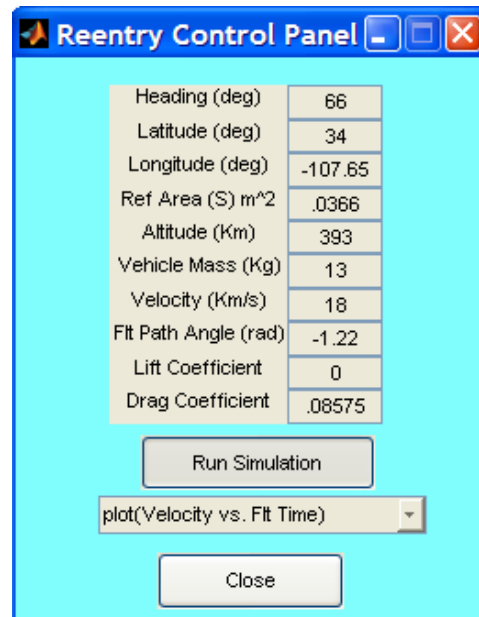 Reentry Control Panel
Heading (deg) 66
Latitude (deg) 34
Longitude (deg) -107.65
Ref Area (S) m^2 .0366
Altitude (Km) 393
Vehicle Mass (Kg) 13
Velocity (Km/s) 18
Flt Path Angle (rad) -1.22
Lift Coefficient 0
Drag Coefficient .08575
Run Simulation
plot(Velocity vs. Flt Time)
Close